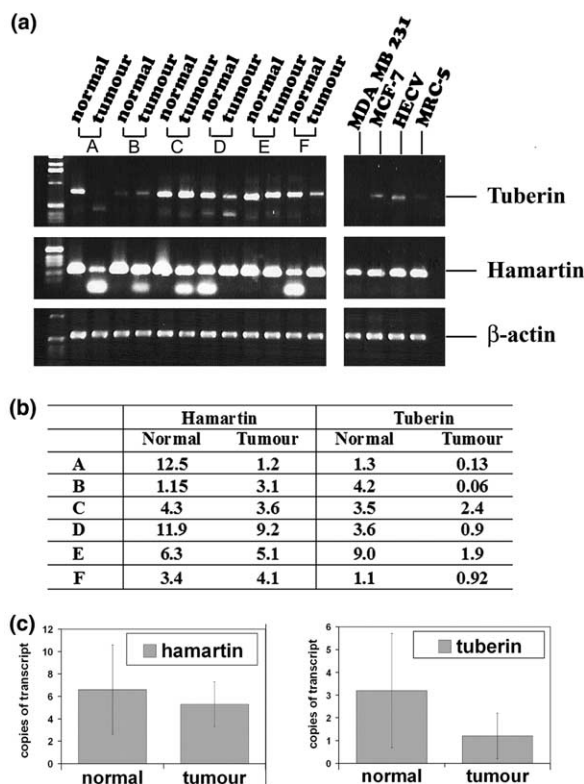 (a)
normal tumour normal tumour normal tumour normal tumour normal tumour normal tumour MDA MB 231 MCF-7 HECV MRC-5
A B C D E F
Tuberin
Hamartin
β-actin
(b)
Hamartin Tuberin
Normal Tumour Normal Tumour
A 12.5 1.2 1.3 0.13
B 1.15 3.1 4.2 0.06
C 4.3 3.6 3.5 2.4
D 11.9 9.2 3.6 0.9
E 6.3 5.1 9.0 1.9
F 3.4 4.1 1.1 0.92
(c)
copies of transcript
12
10
8
6
4
2
0
hamartin
normal tumour
copies of transcript
6
5
4
3
2
1
0
tuberin
normal tumour